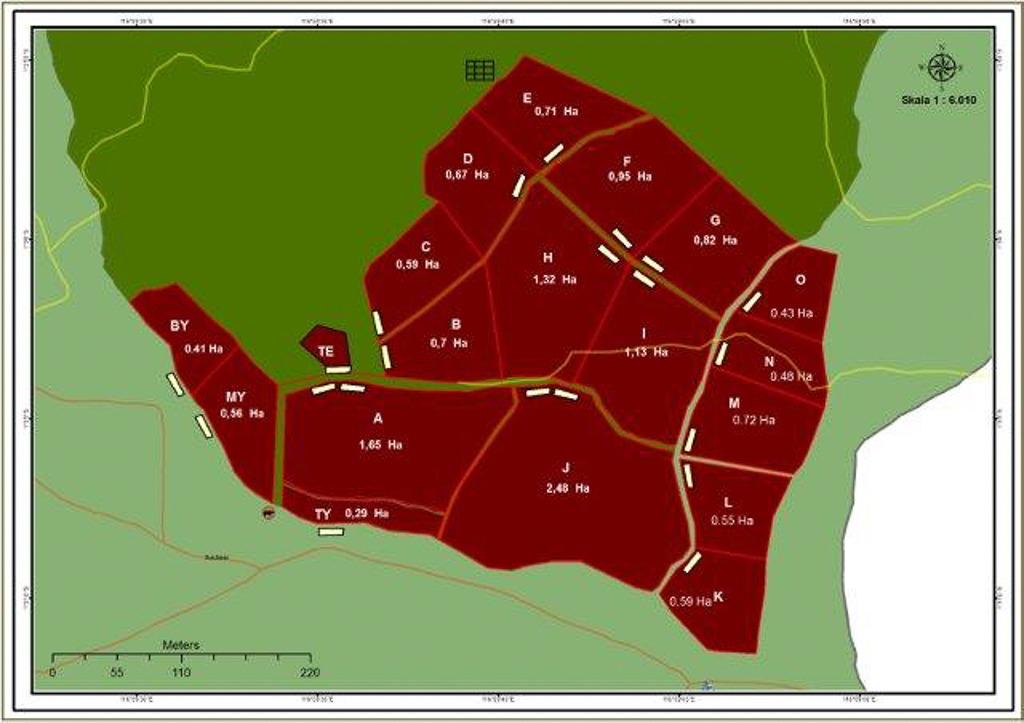 N
W
S
Skala 1 : 6.010
E
0,71 Ha
D
0,67 Ha
F
0,95 Ha
G
0,82 Ha
C
0,59 Ha
H
1,32 Ha
O
0.43 Ha
B
0,7 Ha
I
1,13 Ha
N
0.48 Ha
BY
0.41 Ha
TE
MY
0,56 Ha
A
1,65 Ha
M
0.72 Ha
J
2,48 Ha
L
0.55 Ha
TY 0,29 Ha
0.59 Ha K
Meters
0 55 110 220